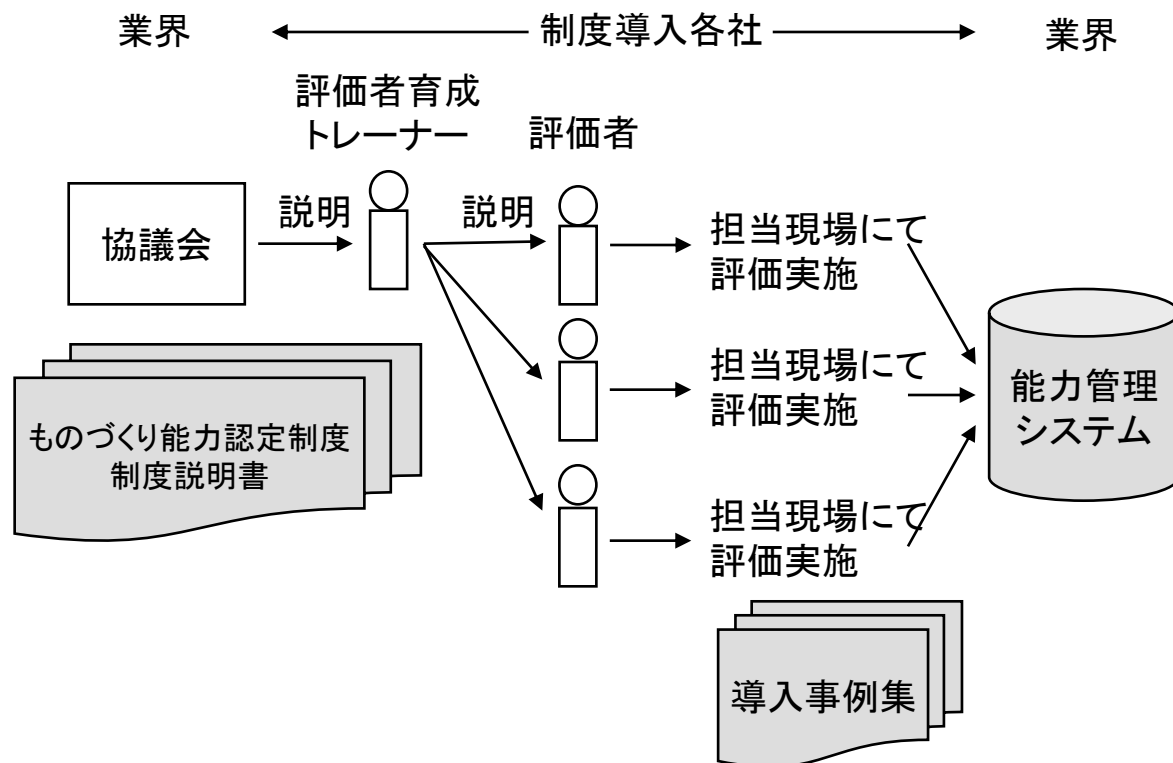 業界
制度導入各社
業界
評価者育成
トレーナー
評価者
協議会
説明
説明
担当現場にて
評価実施
担当現場にて
評価実施
担当現場にて
評価実施
能力管理
システム
ものづくり能力認定制度
制度説明書
導入事例集